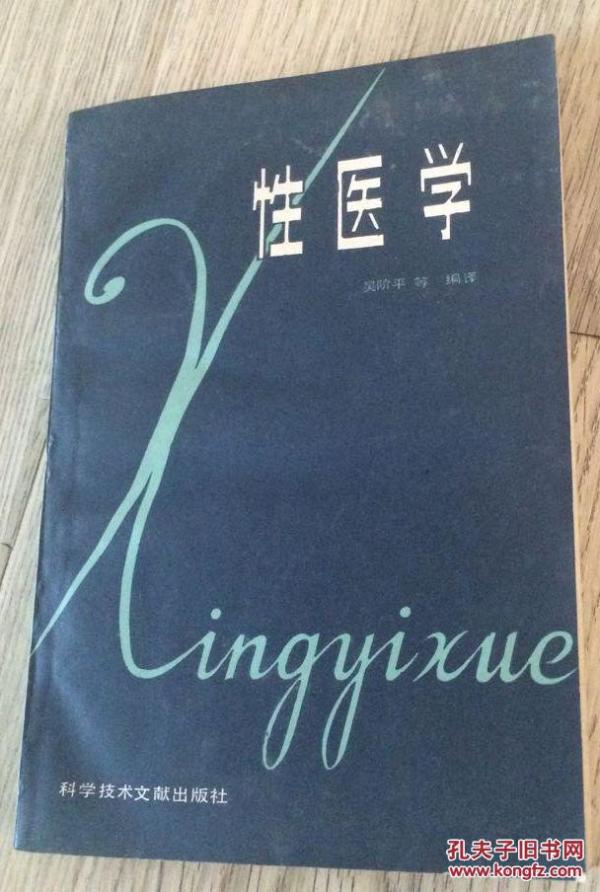 性医学
吴阶平 等 编译
Xingyixue
科学技术文献出版社
孔夫子旧书网
www.kongfz.com